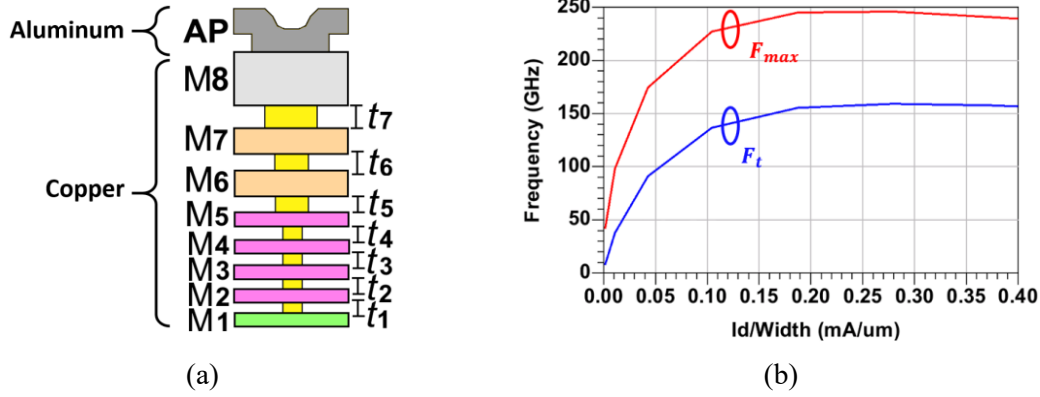 Aluminum
AP
M8
t7
M7
t6
Copper
M6
t5
M5
t4
M4
t3
M3
t2
M2
t1
M1
(a)
250
200
150
100
50
0
Frequency (GHz)
F_max
F_t
0.00 0.05 0.10 0.15 0.20 0.25 0.30 0.35 0.40
Id/Width (mA/um)
(b)